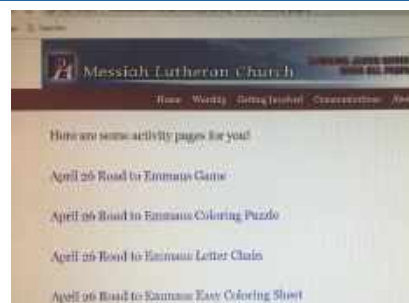 Messiah Lutheran Church
Home Worship Getting Involved Communications
Here are some activity pages for you!
April 26 Road to Emmaus Game
April 26 Road to Emmaus Coloring Puzzle
April 26 Road to Emmaus Letter Chain
April 26 Road to Emmaus Easy Coloring Sheet